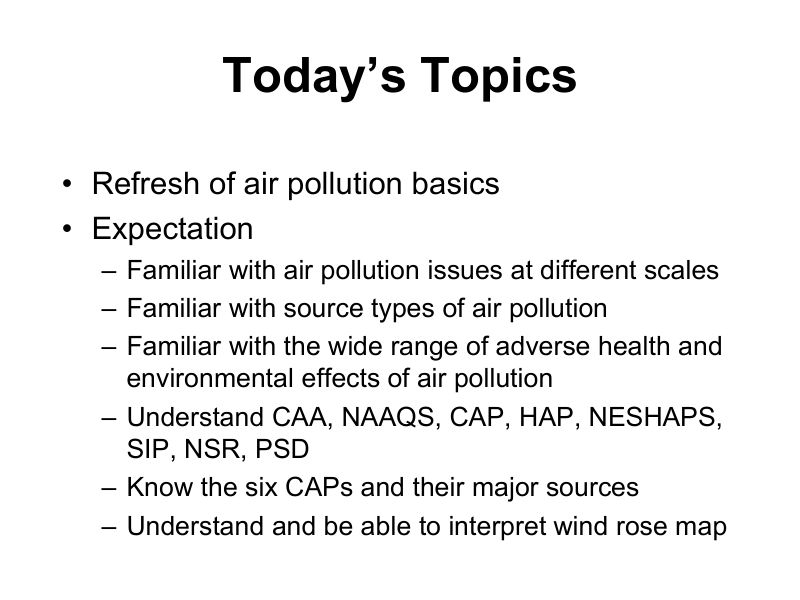 Today’s Topics
• Refresh of air pollution basics
• Expectation
– Familiar with air pollution issues at different scales
– Familiar with source types of air pollution
– Familiar with the wide range of adverse health and
environmental effects of air pollution
– Understand CAA, NAAQS, CAP, HAP, NESHAPS,
SIP, NSR, PSD
– Know the six CAPs and their major sources
– Understand and be able to interpret wind rose map